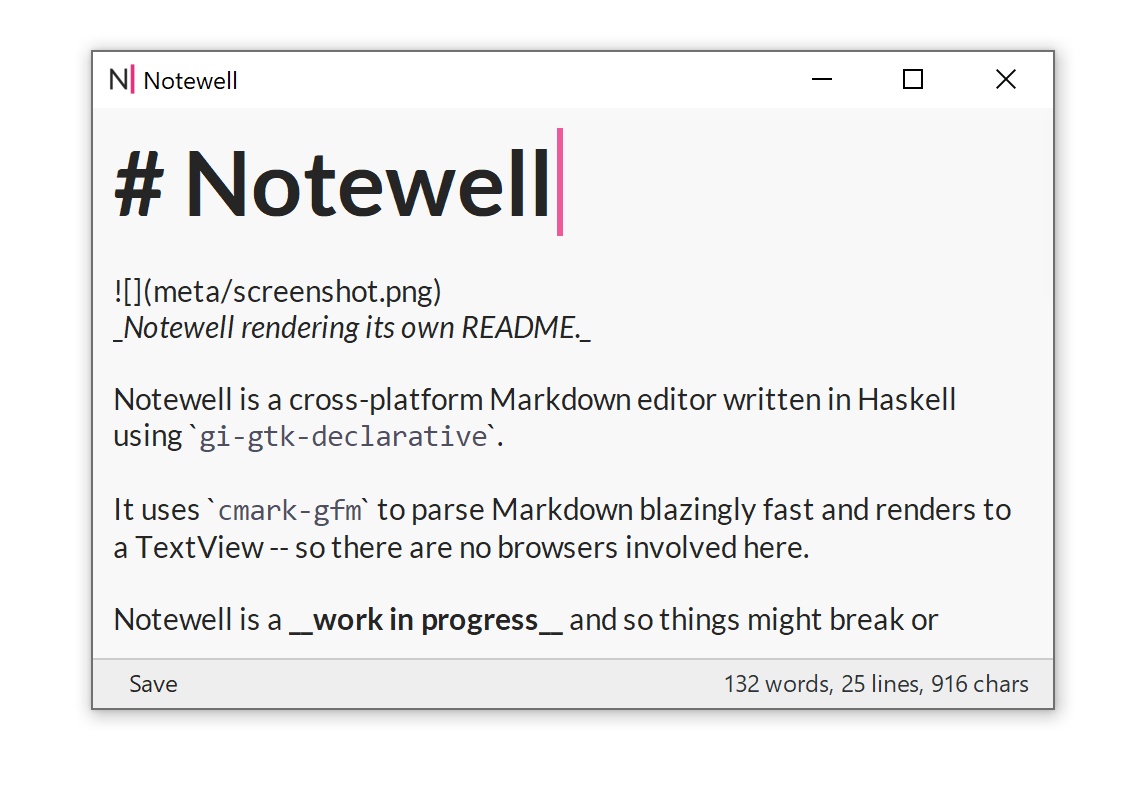 N| Notewell
# Notewell
![](meta/screenshot.png)
_Notewell rendering its own README._
Notewell is a cross-platform Markdown editor written in Haskell
using `gi-gtk-declarative`.
It uses `cmark-gfm` to parse Markdown blazingly fast and renders to
a TextView -- so there are no browsers involved here.
Notewell is a __work in progress__ and so things might break or
Save 132 words, 25 lines, 916 chars